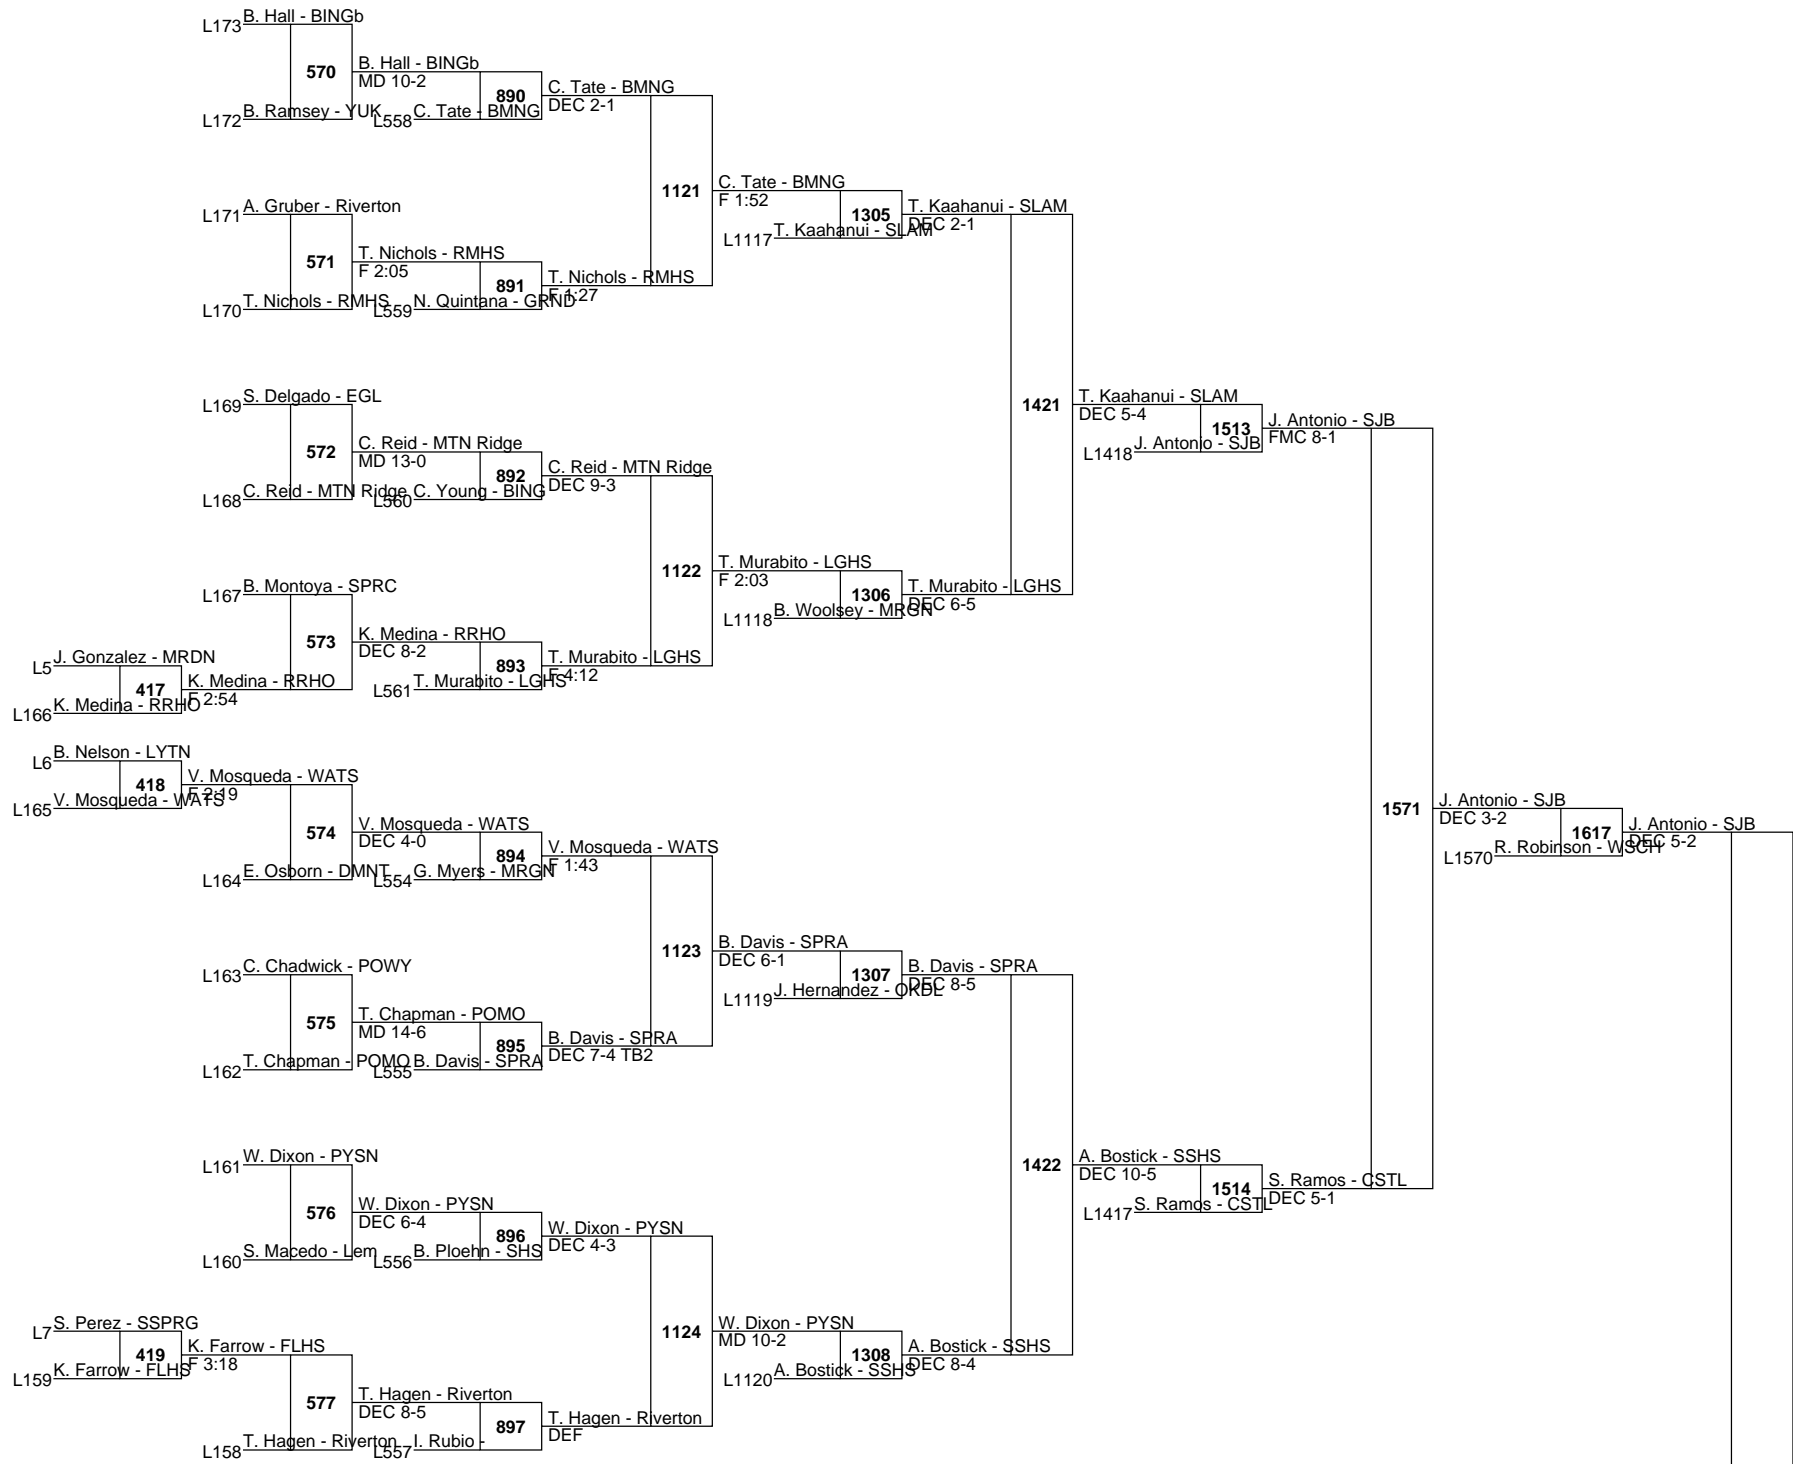 L173 B. Hall - BINGb
570
B. Hall - BINGb
MD 10-2
L172 B. Ramsey - YUK
890
L558 C. Tate - BMNG
C. Tate - BMNG
DEC 2-1
1121
C. Tate - BMNG
F 1:52
1305
L1117 T. Kaahanui - SLAM
T. Kaahanui - SLAM
DEC 2-1
L171 A. Gruber - Riverton
571
T. Nichols - RMHS
F 2:05
L170 T. Nichols - RMHS
891
L559 N. Quintana - GRND
T. Nichols - RMHS
F 1:27
L169 S. Delgado - EGL
572
C. Reid - MTN Ridge
MD 13-0
L168 C. Reid - MTN Ridge
892
L560 C. Young - BING
C. Reid - MTN Ridge
DEC 9-3
1421
T. Kaahanui - SLAM
DEC 5-4
1513
L1418 J. Antonio - SJB
J. Antonio - SJB
FMC 8-1
1122
T. Murabito - LGHS
F 2:03
1306
L1118 B. Woolsey - MRGN
T. Murabito - LGHS
DEC 6-5
L167 B. Montoya - SPRC
573
K. Medina - RRHO
DEC 8-2
L5 J. Gonzalez - MRDN
417
K. Medina - RRHO
F 2:54
L166 K. Medina - RRHO
893
L561 T. Murabito - LGHS
T. Murabito - LGHS
F 4:12
L6 B. Nelson - LYTN
418
V. Mosqueda - WATS
F 2:19
L165 V. Mosqueda - WATS
574
V. Mosqueda - WATS
DEC 4-0
L164 E. Osborn - DMNT
894
L554 G. Myers - MRGN
V. Mosqueda - WATS
F 1:43
1571
J. Antonio - SJB
DEC 3-2
1617
L1570 R. Robinson - WSCH
J. Antonio - SJB
DEC 5-2
1123
B. Davis - SPRA
DEC 6-1
1307
L1119 J. Hernandez - OKDL
B. Davis - SPRA
DEC 8-5
L163 C. Chadwick - POWY
575
T. Chapman - POMO
MD 14-6
L162 T. Chapman - POMO
895
L555 B. Davis - SPRA
B. Davis - SPRA
DEC 7-4 TB2
1422
A. Bostick - SSHS
DEC 10-5
1514
L1417 S. Ramos - CSTL
S. Ramos - CSTL
DEC 5-1
L161 W. Dixon - PYSN
576
W. Dixon - PYSN
DEC 6-4
L160 S. Macedo - Lem
896
L556 B. Ploehn - SHS
W. Dixon - PYSN
DEC 4-3
1124
W. Dixon - PYSN
MD 10-2
1308
L1120 A. Bostick - SSHS
A. Bostick - SSHS
DEC 8-4
L7 S. Perez - SSPRG
419
K. Farrow - FLHS
F 3:18
L159 K. Farrow - FLHS
577
T. Hagen - Riverton
DEC 8-5
L158 T. Hagen - Riverton
897
L557 I. Rubio -
T. Hagen - Riverton
DEF